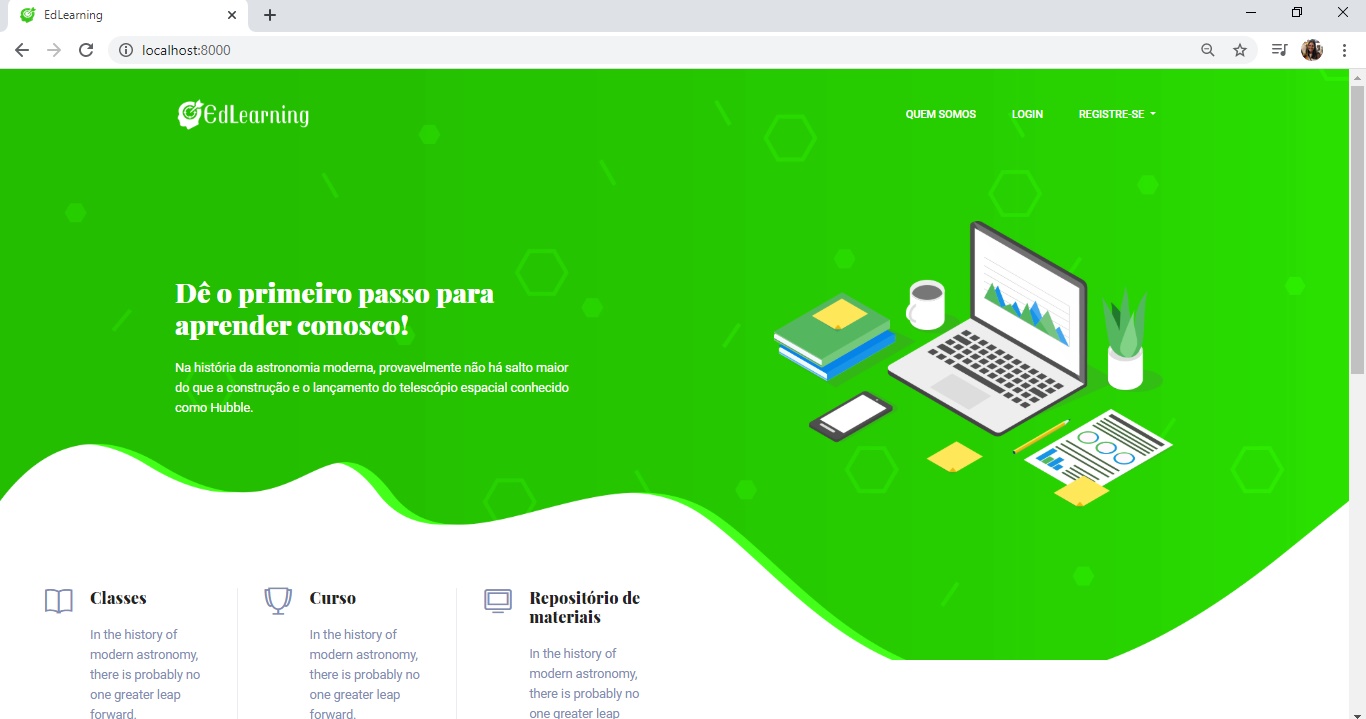 EdLearning
localhost:8000
EdLearning
QUEM SOMOS LOGIN REGISTRE-SE
Dê o primeiro passo para
aprender conosco!
Na história da astronomia moderna, provavelmente não há salto maior
do que a construção e o lançamento do telescópio espacial conhecido
como Hubble.
Classes
In the history of
modern astronomy,
there is probably no
one greater leap
forward.
Curso
In the history of
modern astronomy,
there is probably no
one greater leap
forward.
Repositório de
materiais
In the history of
modern astronomy,
there is probably no
one greater leap